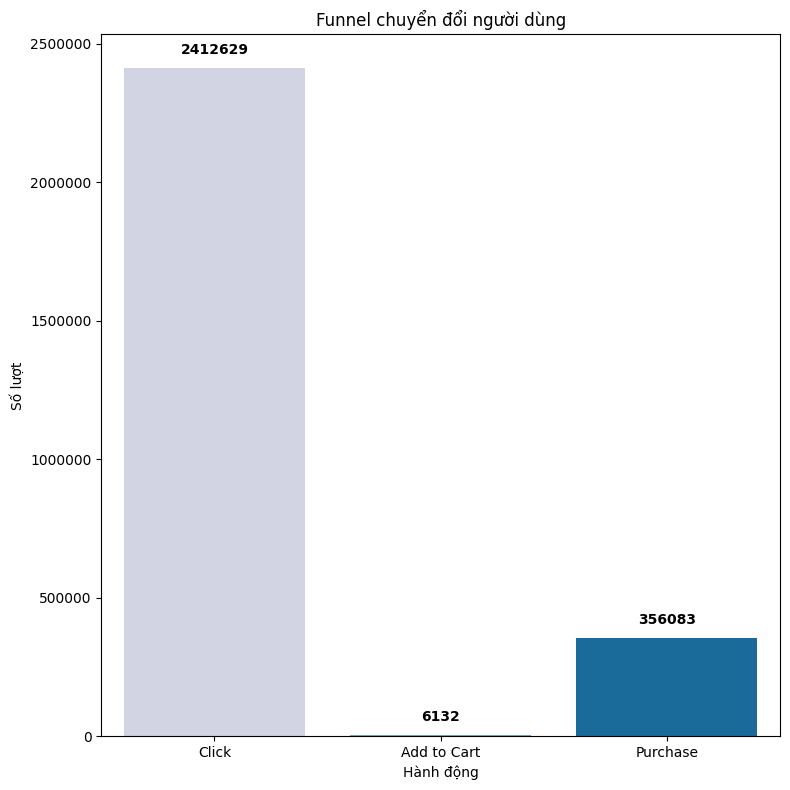 Funnel chuyển đổi người dùng
2500000
2000000
1500000
1000000
500000
0
Số lượt
2412629
6132
356083
Click
Add to Cart
Purchase
Hành động